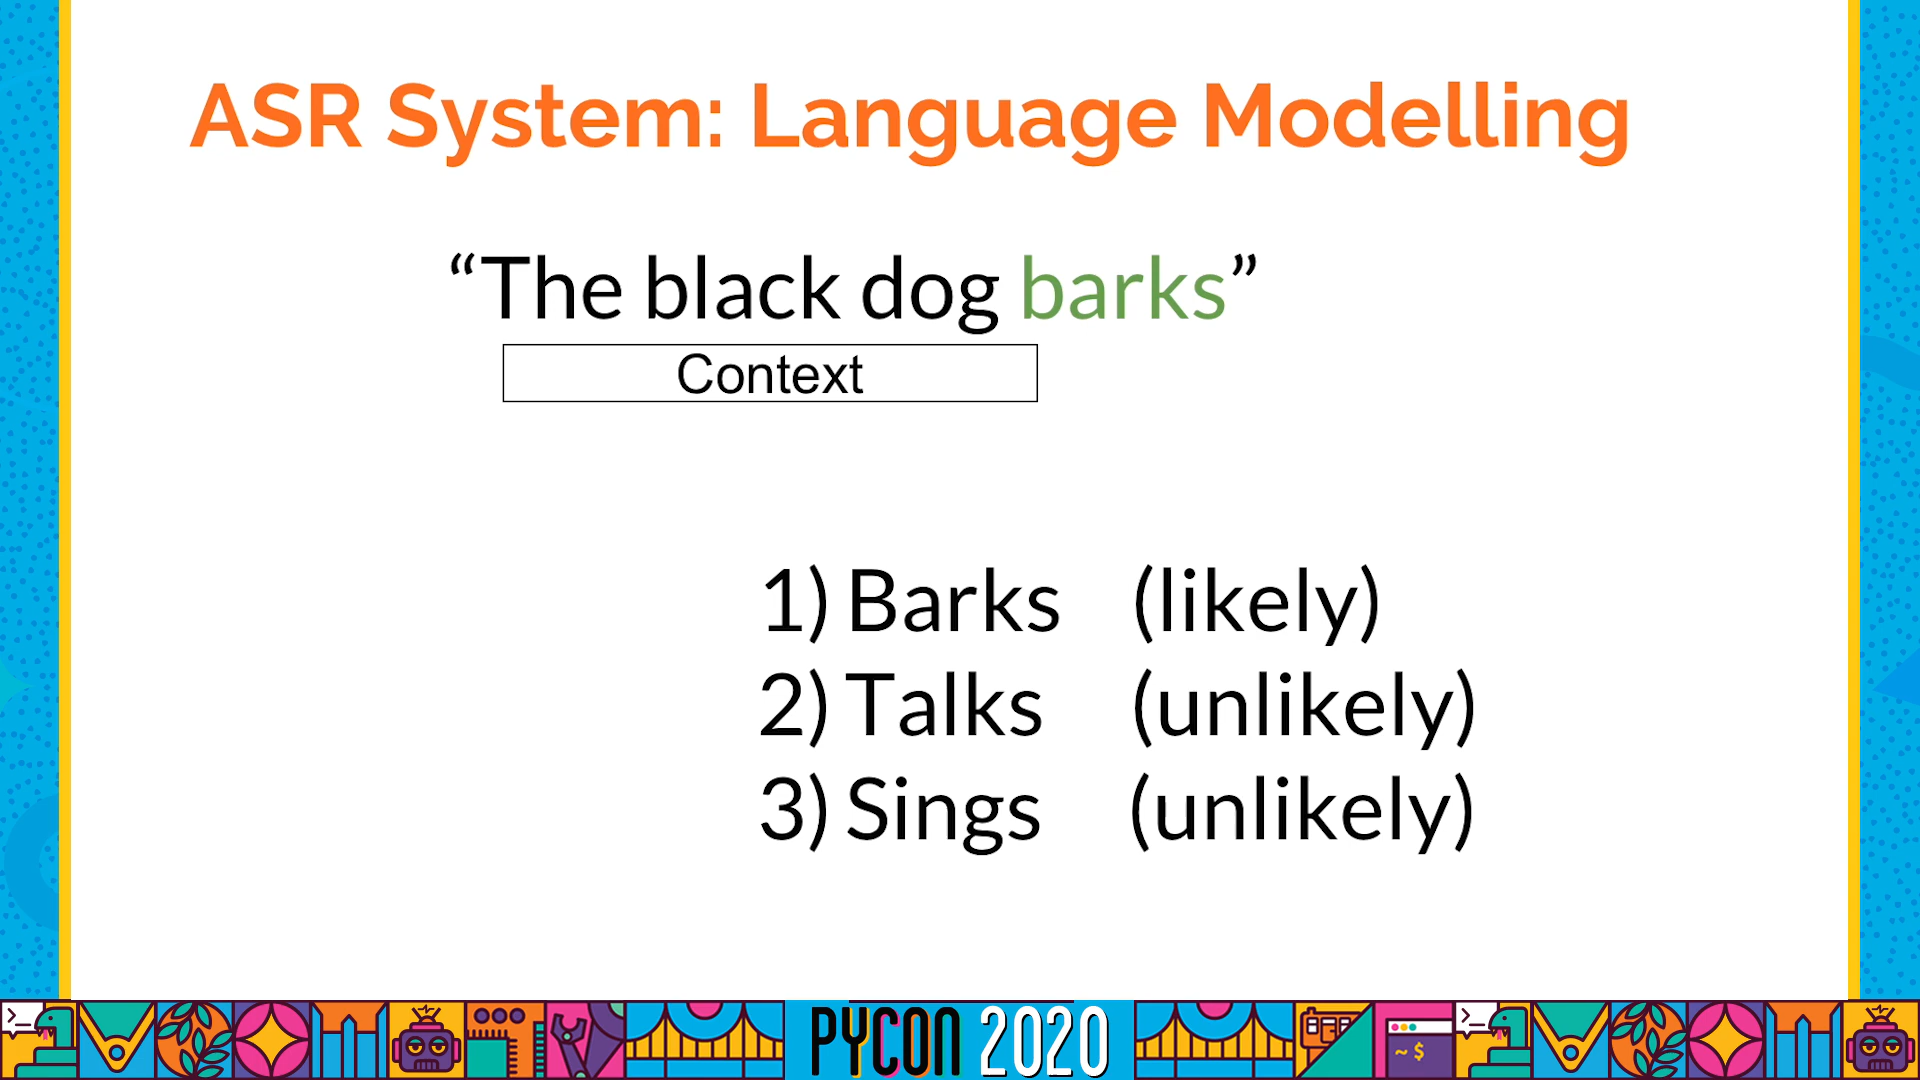 ASR System: Language Modelling
“The black dog barks”
Context
1) Barks (likely)
2) Talks (unlikely)
3) Sings (unlikely)
PYCON 2020
~ $